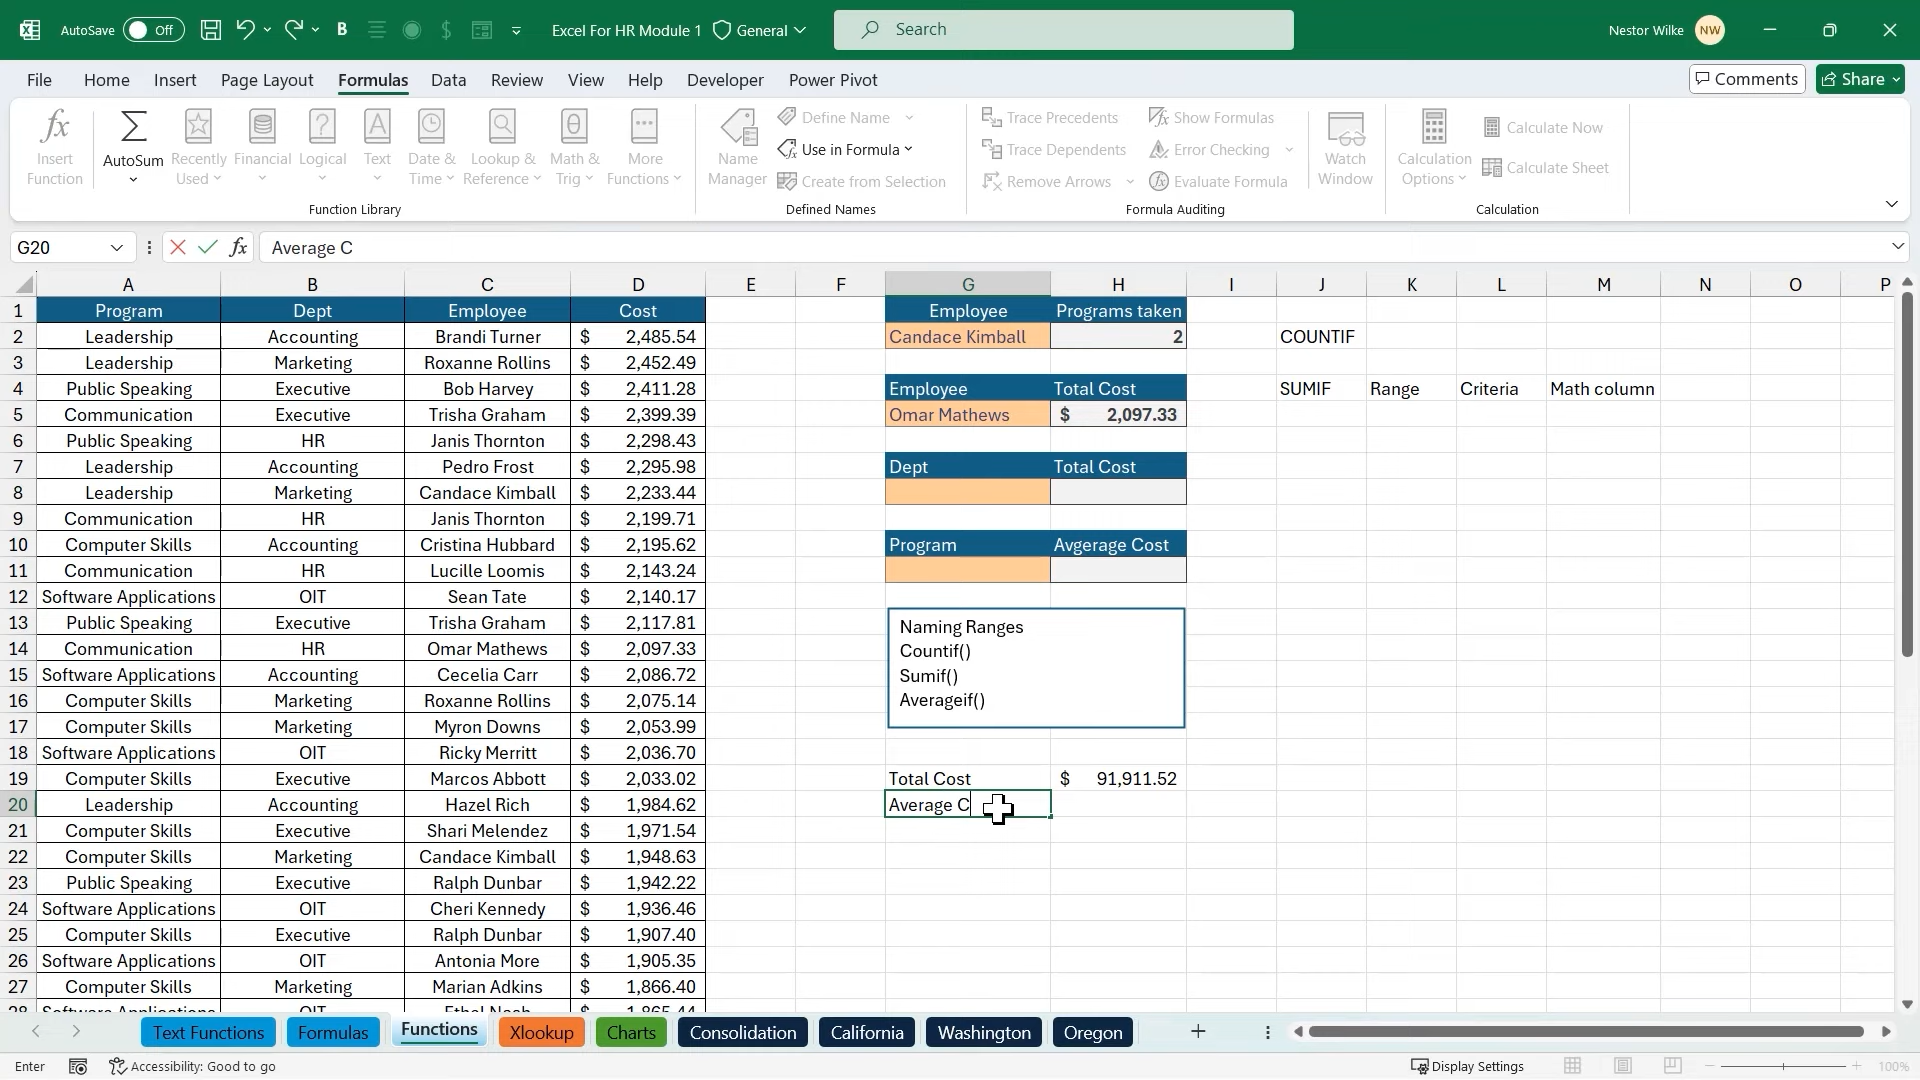 AutoSave Off B $ Excel For HR Module 1 General Search Nestor Wilke NW
File Home Insert Page Layout Formulas Data Review View Help Developer Power Pivot Comments Share
fx Insert Function
AutoSum
Recently Used
Financial
Logical
Text
Date & Time
Lookup & Reference
Math & Trig
More Functions
Function Library
Name Manager
Define Name
Use in Formula
Create from Selection
Defined Names
Trace Precedents
Trace Dependents
Remove Arrows
Show Formulas
Error Checking
Evaluate Formula
Formula Auditing
Watch Window
Calculation Options
Calculate Now
Calculate Sheet
Calculation
G20 fx Average C
A B C D E F G H I J K L M N O P
1 Program Dept Employee Cost Employee Programs taken
2 Leadership Accounting Brandi Turner $ 2,485.54 Candace Kimball 2 COUNTIF
3 Leadership Marketing Roxanne Rollins $ 2,452.49
4 Public Speaking Executive Bob Harvey $ 2,411.28 Employee Total Cost SUMIF Range Criteria Math column
5 Communication Executive Trisha Graham $ 2,399.39 Omar Mathews $ 2,097.33
6 Public Speaking HR Janis Thornton $ 2,298.43
7 Leadership Accounting Pedro Frost $ 2,295.98 Dept Total Cost
8 Leadership Marketing Candace Kimball $ 2,233.44
9 Communication HR Janis Thornton $ 2,199.71
10 Computer Skills Accounting Cristina Hubbard $ 2,195.62 Program Avgerage Cost
11 Communication HR Lucille Loomis $ 2,143.24
12 Software Applications OIT Sean Tate $ 2,140.17
13 Public Speaking Executive Trisha Graham $ 2,117.81
14 Communication HR Omar Mathews $ 2,097.33
15 Software Applications Accounting Cecelia Carr $ 2,086.72
16 Computer Skills Marketing Roxanne Rollins $ 2,075.14
17 Computer Skills Marketing Myron Downs $ 2,053.99
18 Software Applications OIT Ricky Merritt $ 2,036.70
Naming Ranges
Countif()
Sumif()
Averageif()
19 Computer Skills Executive Marcos Abbott $ 2,033.02 Total Cost $ 91,911.52
20 Leadership Accounting Hazel Rich $ 1,984.62 Average C
21 Computer Skills Executive Shari Melendez $ 1,971.54
22 Computer Skills Marketing Candace Kimball $ 1,948.63
23 Public Speaking Executive Ralph Dunbar $ 1,942.22
24 Software Applications OIT Cheri Kennedy $ 1,936.46
25 Computer Skills Executive Ralph Dunbar $ 1,907.40
26 Software Applications OIT Antonia More $ 1,905.35
27 Computer Skills Marketing Marian Adkins $ 1,866.40
Text Functions Formulas Functions Xlookup Charts Consolidation California Washington Oregon
Enter Accessibility: Good to go Display Settings 100%